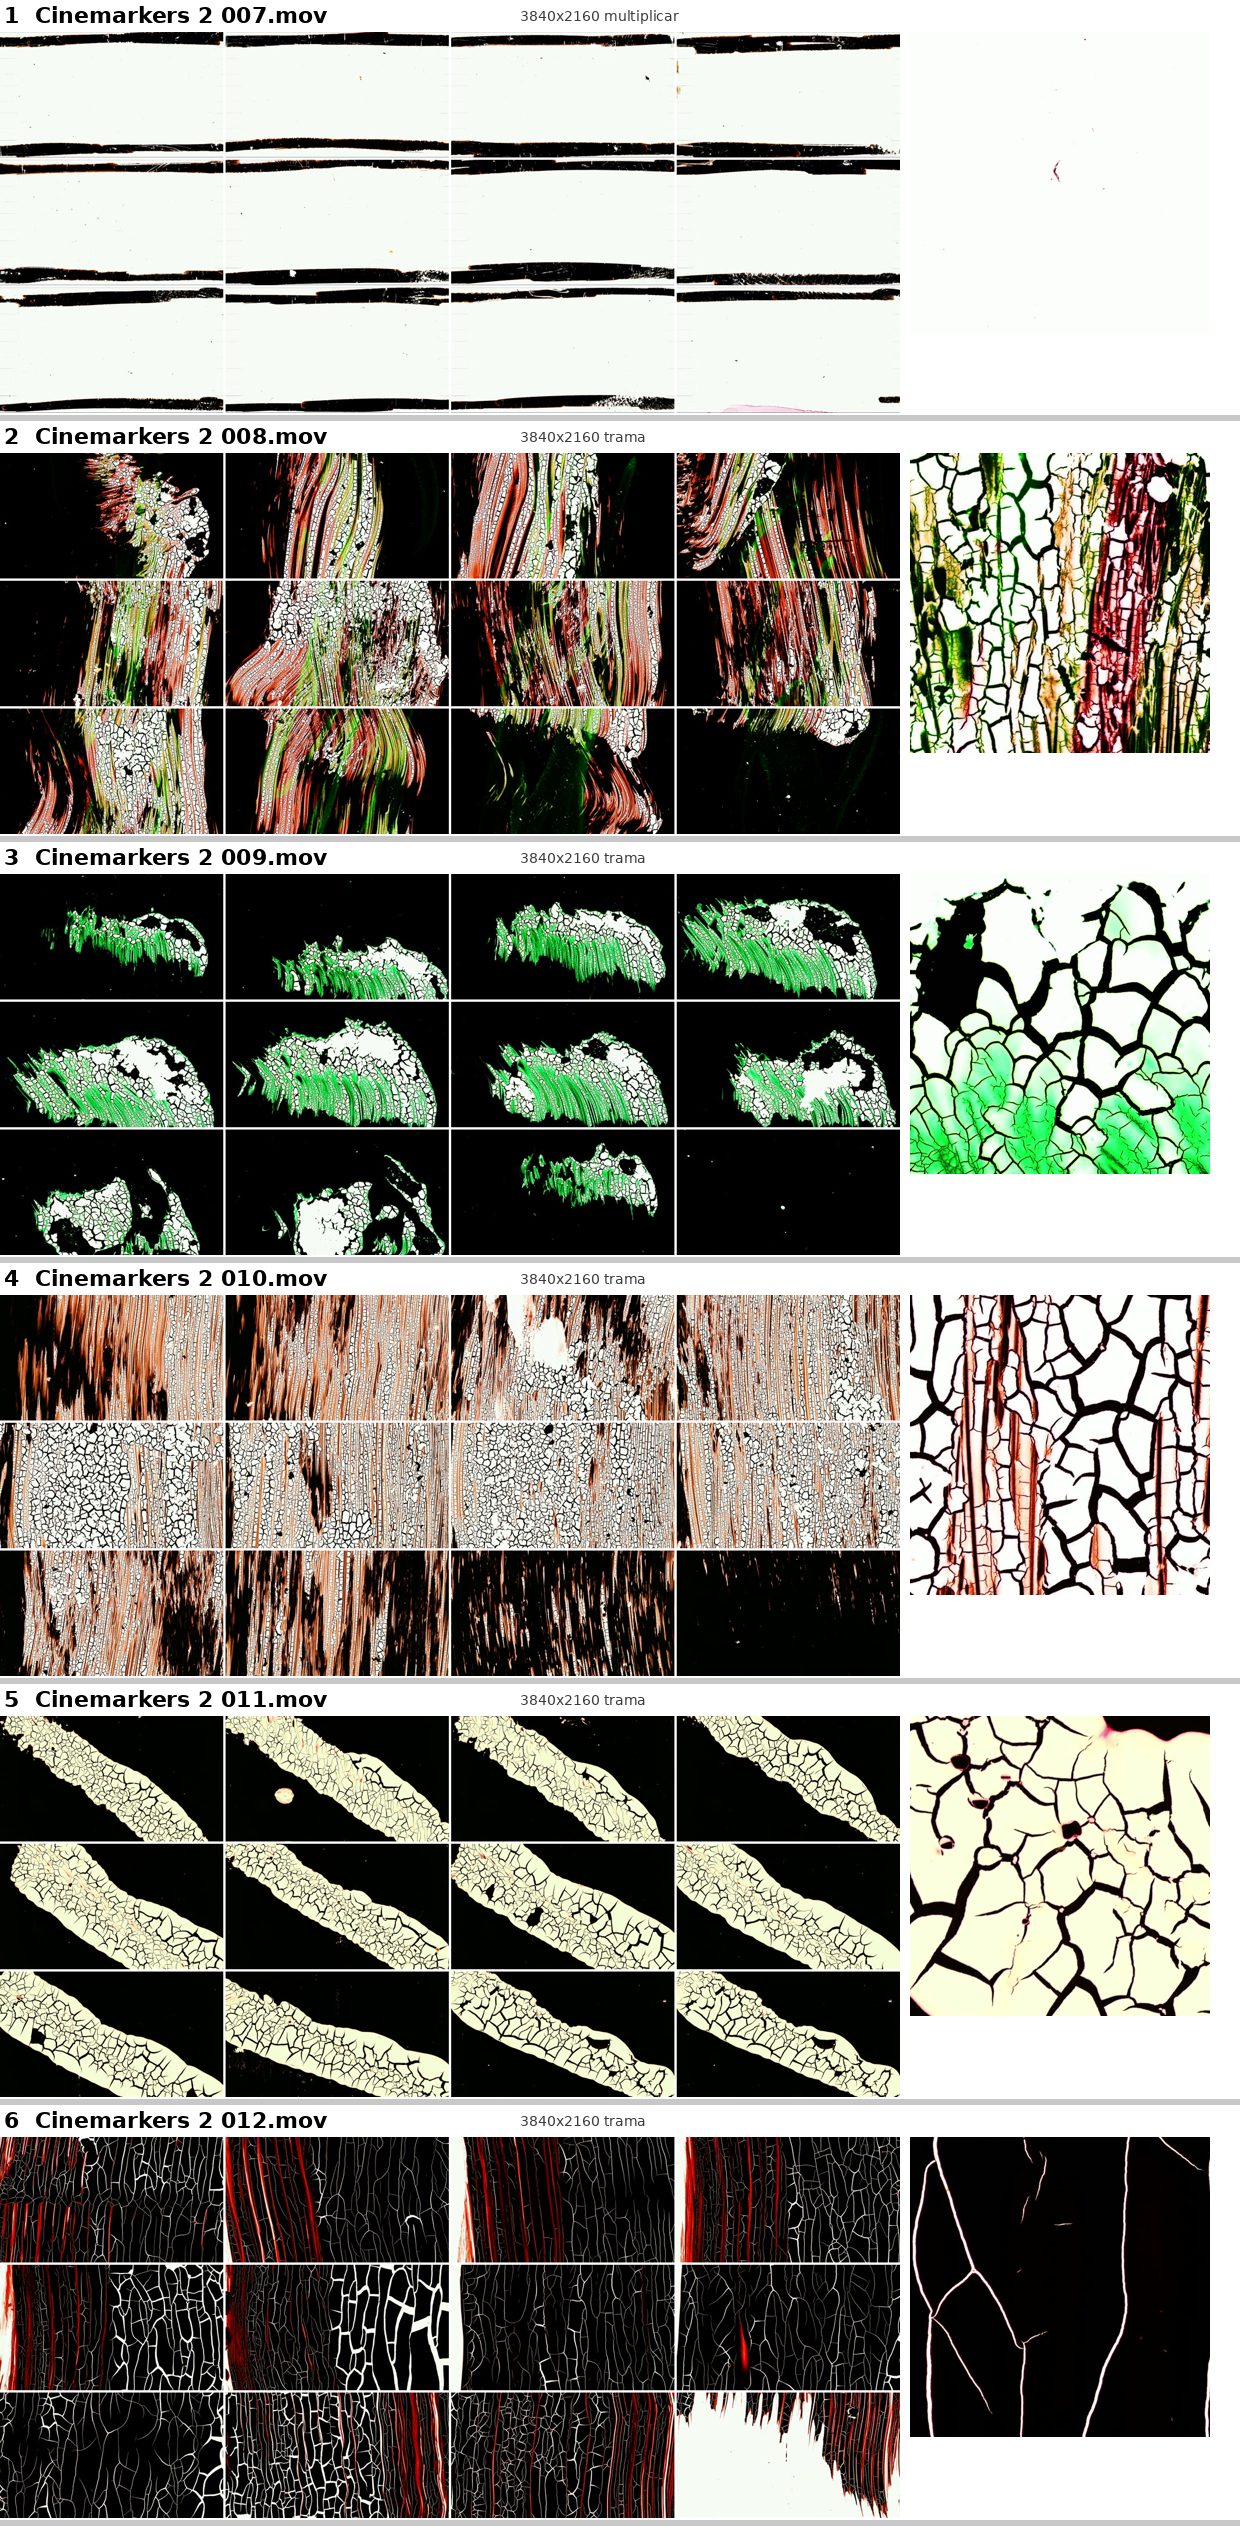 1 Cinemarkers 2 007.mov 3840x2160 multiplicar
2 Cinemarkers 2 008.mov 3840x2160 trama
3 Cinemarkers 2 009.mov 3840x2160 trama
4 Cinemarkers 2 010.mov 3840x2160 trama
5 Cinemarkers 2 011.mov 3840x2160 trama
6 Cinemarkers 2 012.mov 3840x2160 trama